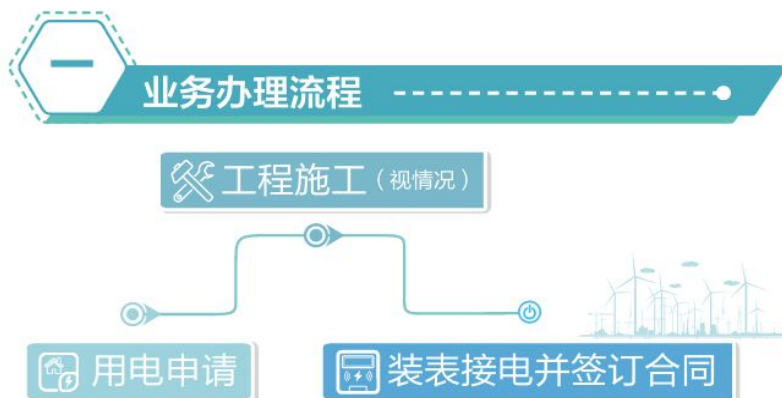 一
业务办理流程
工程施工（视情况）
用电申请
装表接电并签订合同